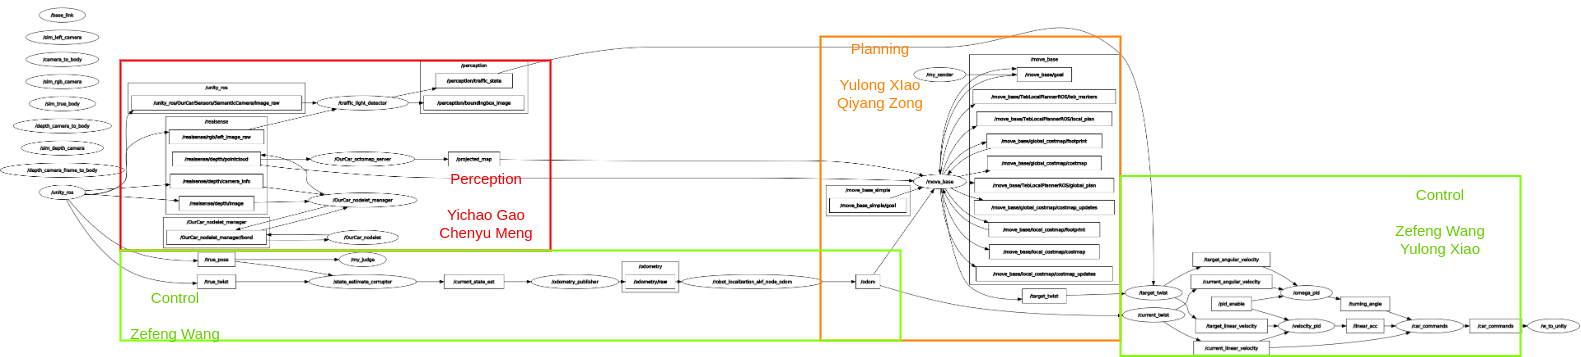 /base_link
/sim_left_camera
/camera_to_body
/sim_rgb_camera
/sim_true_body
/depth_camera_to_body
/sim_depth_camera
/depth_camera_frame_to_body
/unity_ros
/unity_ros
/unity_ros/OurCar/Sensors/SemanticCamera/image_raw
/realsense
/realsense/rgb/left_image_raw
/realsense/depth/pointcloud
/realsense/depth/camera_info
/realsense/depth/image
/OurCar_nodelet_manager
/OurCar_nodelet_manager/bond
/traffic_light_detector
/perception
/perception/traffic_state
/perception/boundingbox_image
/OurCar_octomap_server
/projected_map
/OurCar_nodelet_manager
/OurCar_nodelet
Perception
Yichao Gao
Chenyu Meng
/true_pose
/my_judge
/true_twist
/state_estimate_corruptor
/current_state_est
/odometry_publisher
/odometry
/odometry/raw
/robot_localization_ekf_node_odom
/odom
Control
Zefeng Wang
Planning
Yulong XIao
Qiyang Zong
/my_sender
/move_base
/move_base/goal
/move_base/TebLocalPlannerROS/teb_markers
/move_base/TebLocalPlannerROS/local_plan
/move_base/global_costmap/footprint
/move_base/global_costmap/costmap
/move_base/TebLocalPlannerROS/global_plan
/move_base/global_costmap/costmap_updates
/move_base/local_costmap/footprint
/move_base/local_costmap/costmap
/move_base/local_costmap/costmap_updates
/move_base
/move_base_simple
/move_base_simple/goal
/target_twist
Control
Zefeng Wang
Yulong Xiao
/target_twist
/current_twist
/target_angular_velocity
/current_angular_velocity
/pid_enable
/target_linear_velocity
/current_linear_velocity
/omega_pid
/velocity_pid
/turning_angle
/linear_acc
/car_commands
/car_commands
/w_to_unity